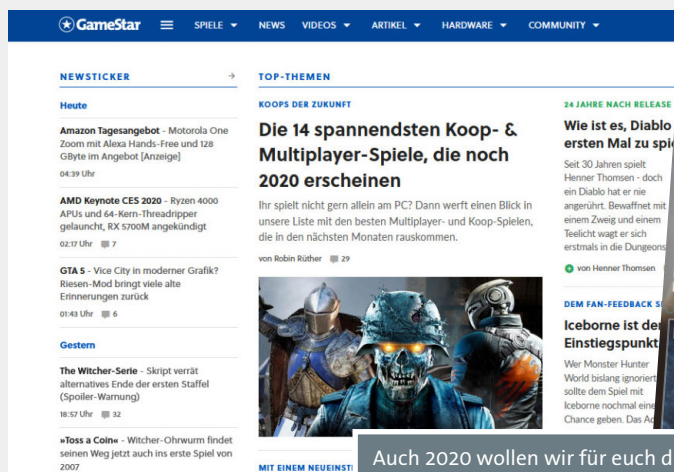 GameStar
SPIELE
NEWS
VIDEOS
ARTIKEL
HARDWARE
COMMUNITY
NEWSTICKER
Heute
Amazon Tagesangebot - Motorola One
Zoom mit Alexa Hands-Free und 128
GByte im Angebot [Anzeige]
04:39 Uhr
AMD Keynote CES 2020 - Ryzen 4000
APUs und 64-Kern-Threadripper
gelauncht, RX 5700M angekündigt
02:17 Uhr 7
GTA 5 - Vice City in moderner Grafik?
Riesen-Mod bringt viele alte
Erinnerungen zurück
01:43 Uhr 6
Gestern
The Witcher-Serie - Skript verrät
alternatives Ende der ersten Staffel
(Spoiler-Warnung)
18:57 Uhr 32
»Toss a Coin« - Witcher-Ohrwurm findet
seinen Weg jetzt auch ins erste Spiel von
2007
TOP-THEMEN
KOOPS DER ZUKUNFT
Die 14 spannendsten Koop- &
Multiplayer-Spiele, die noch
2020 erscheinen
Ihr spielt nicht gern allein am PC? Dann werft einen Blick in
unsere Liste mit den besten Multiplayer- und Koop-Spielen,
die in den nächsten Monaten rauskommen.
von Robin Rüther 29
MIT EINEM NEUEINSTI
24 JAHRE NACH RELEASE
Wie ist es, Diablo
ersten Mal zu spie
Seit 30 Jahren spielt
Henner Thomsen - doch
ein Diablo hat er nie
angerührt. Bewaffnet mit
einem Zweig und einem
Teelicht wagt er sich
erstmals in die Dungeons
von Henner Thomsen
DEM FAN-FEEDBACK S
Iceborne ist der
Einstiegspunkt
Wer Monster Hunter
World bislang ignoriert
sollte dem Spiel mit
Iceborne nochmal eine
Chance geben. Das Ad
Auch 2020 wollen wir für euch d